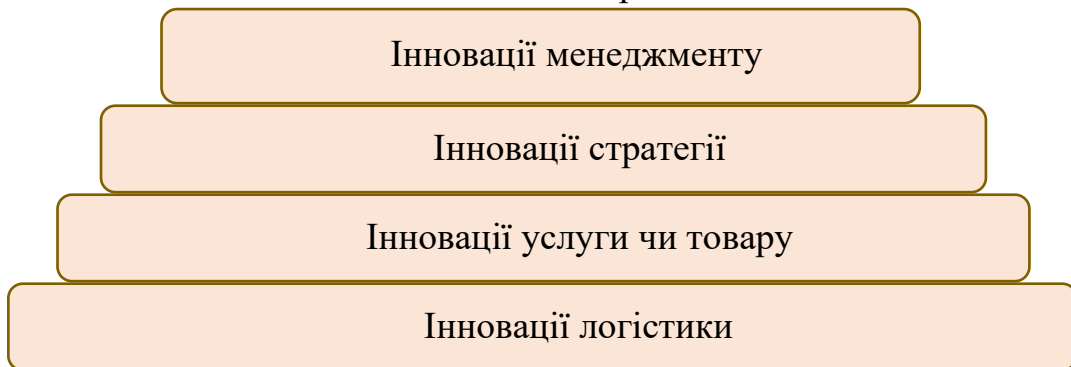 Інновації менеджменту
Інновації стратегії
Інновації услуги чи товару
Інновації логістики